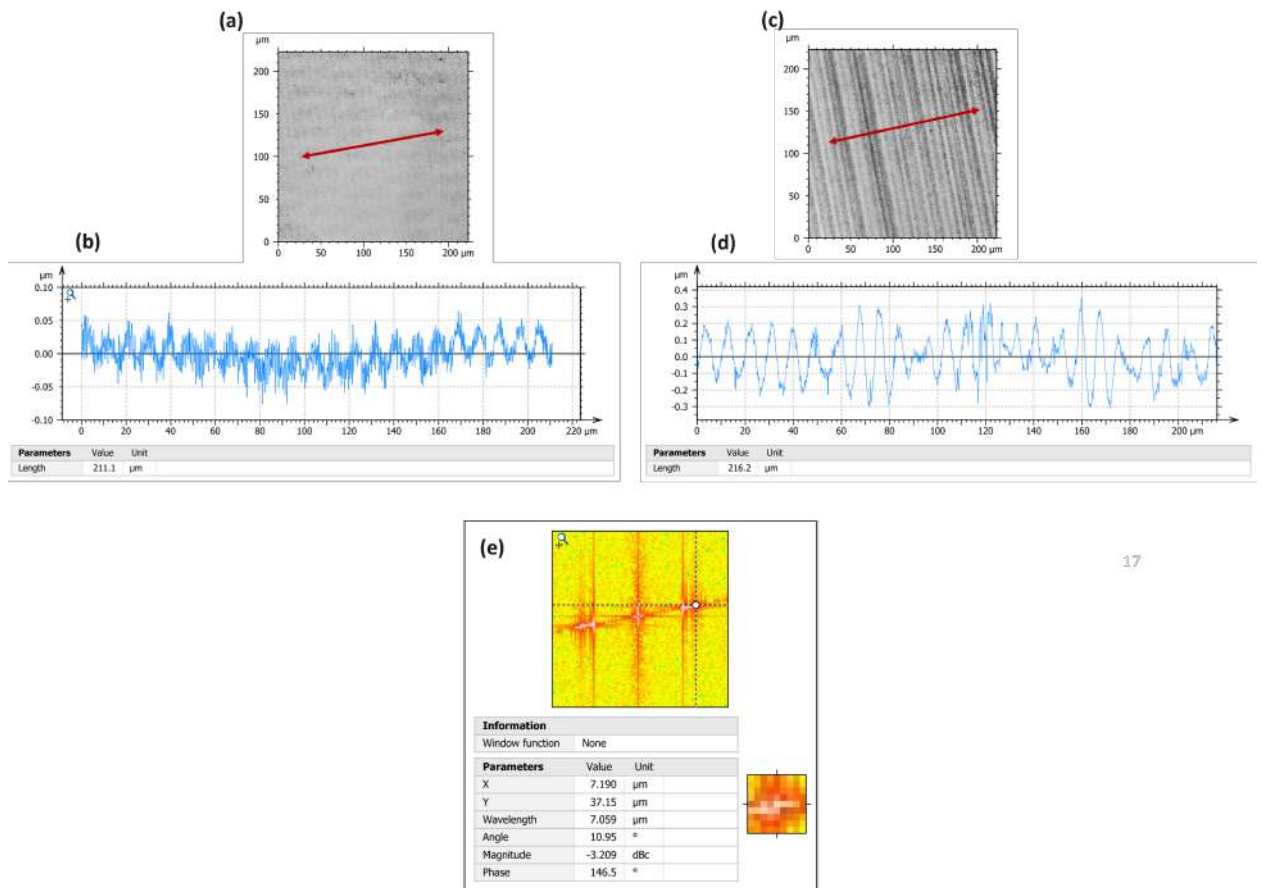 (a)
µm
200
150
100
50
0
0 50 100 150 200 µm
(c)
µm
200
150
100
50
0
0 50 100 150 200 µm
(b)
µm
0.10
0.05
0.00
-0.05
-0.10
0 20 40 60 80 100 120 140 160 180 200 220 µm
Parameters Value Unit
Length 211.1 µm
(d)
µm
0.4
0.3
0.2
0.1
0.0
-0.1
-0.2
-0.3
0 20 40 60 80 100 120 140 160 180 200 µm
Parameters Value Unit
Length 216.2 µm
(e)
17
Information
Window function None
Parameters Value Unit
X 7.190 µm
Y 37.15 µm
Wavelength 7.059 µm
Angle 10.95 °
Magnitude -3.209 dBc
Phase 146.5 °